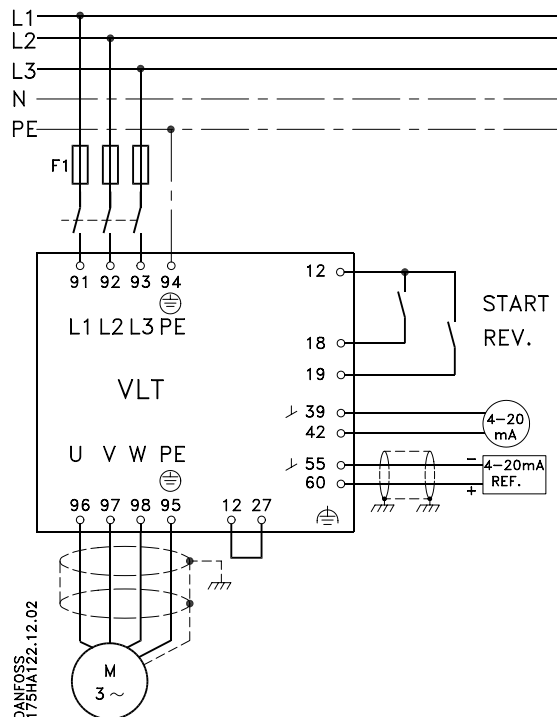 L1
L2
L3
N
PE
F1
91 92 93 94
L1 L2 L3 PE
12
START
18
REV.
19
VLT
39
4-20 mA
42
U V W PE
55
- 4-20mA
60
+ REF.
96 97 98 95
12 27
M
3~
DANFOSS
175HA122.12.02